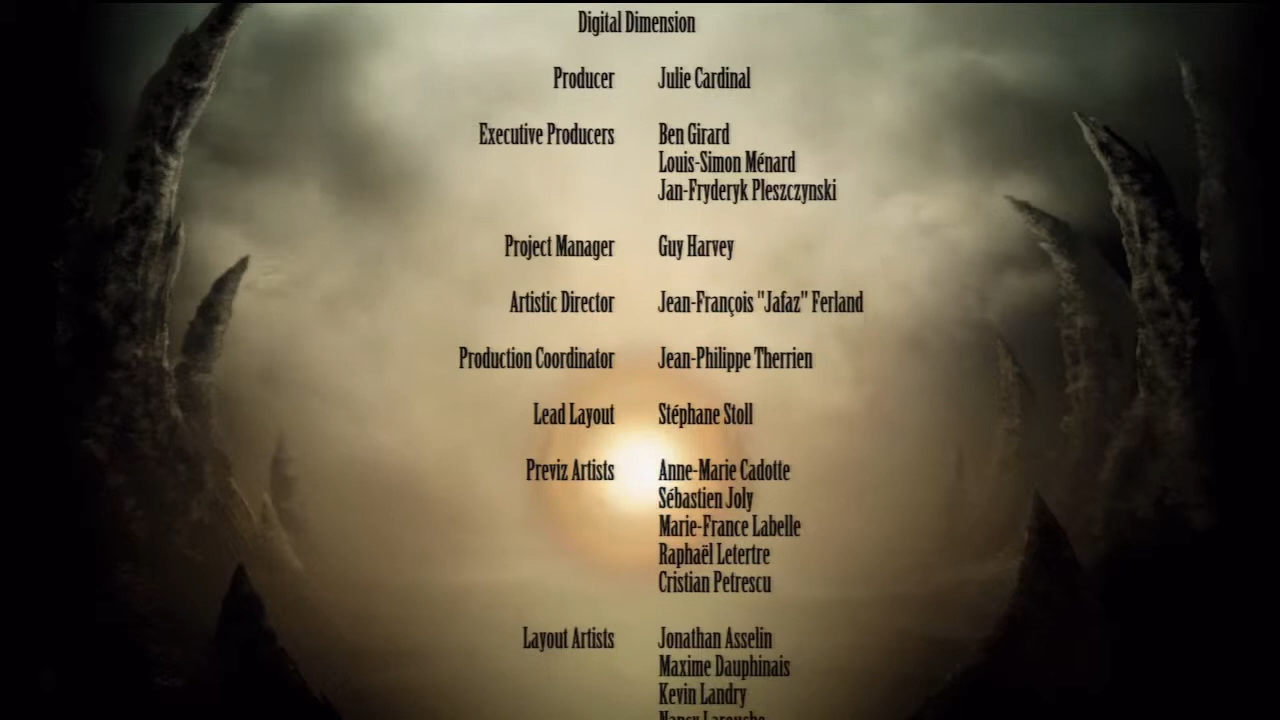 Digital Dimension
Producer Julie Cardinal
Executive Producers Ben Girard
Louis-Simon Ménard
Jan-Fryderyk Pleszczynski
Project Manager Guy Harvey
Artistic Director Jean-François "Jafaz" Ferland
Production Coordinator Jean-Philippe Therrien
Lead Layout Stéphane Stoll
Previz Artists Anne-Marie Cadotte
Sébastien Joly
Marie-France Labelle
Raphaël Letertre
Cristian Petrescu
Layout Artists Jonathan Asselin
Maxime Dauphinais
Kevin Landry